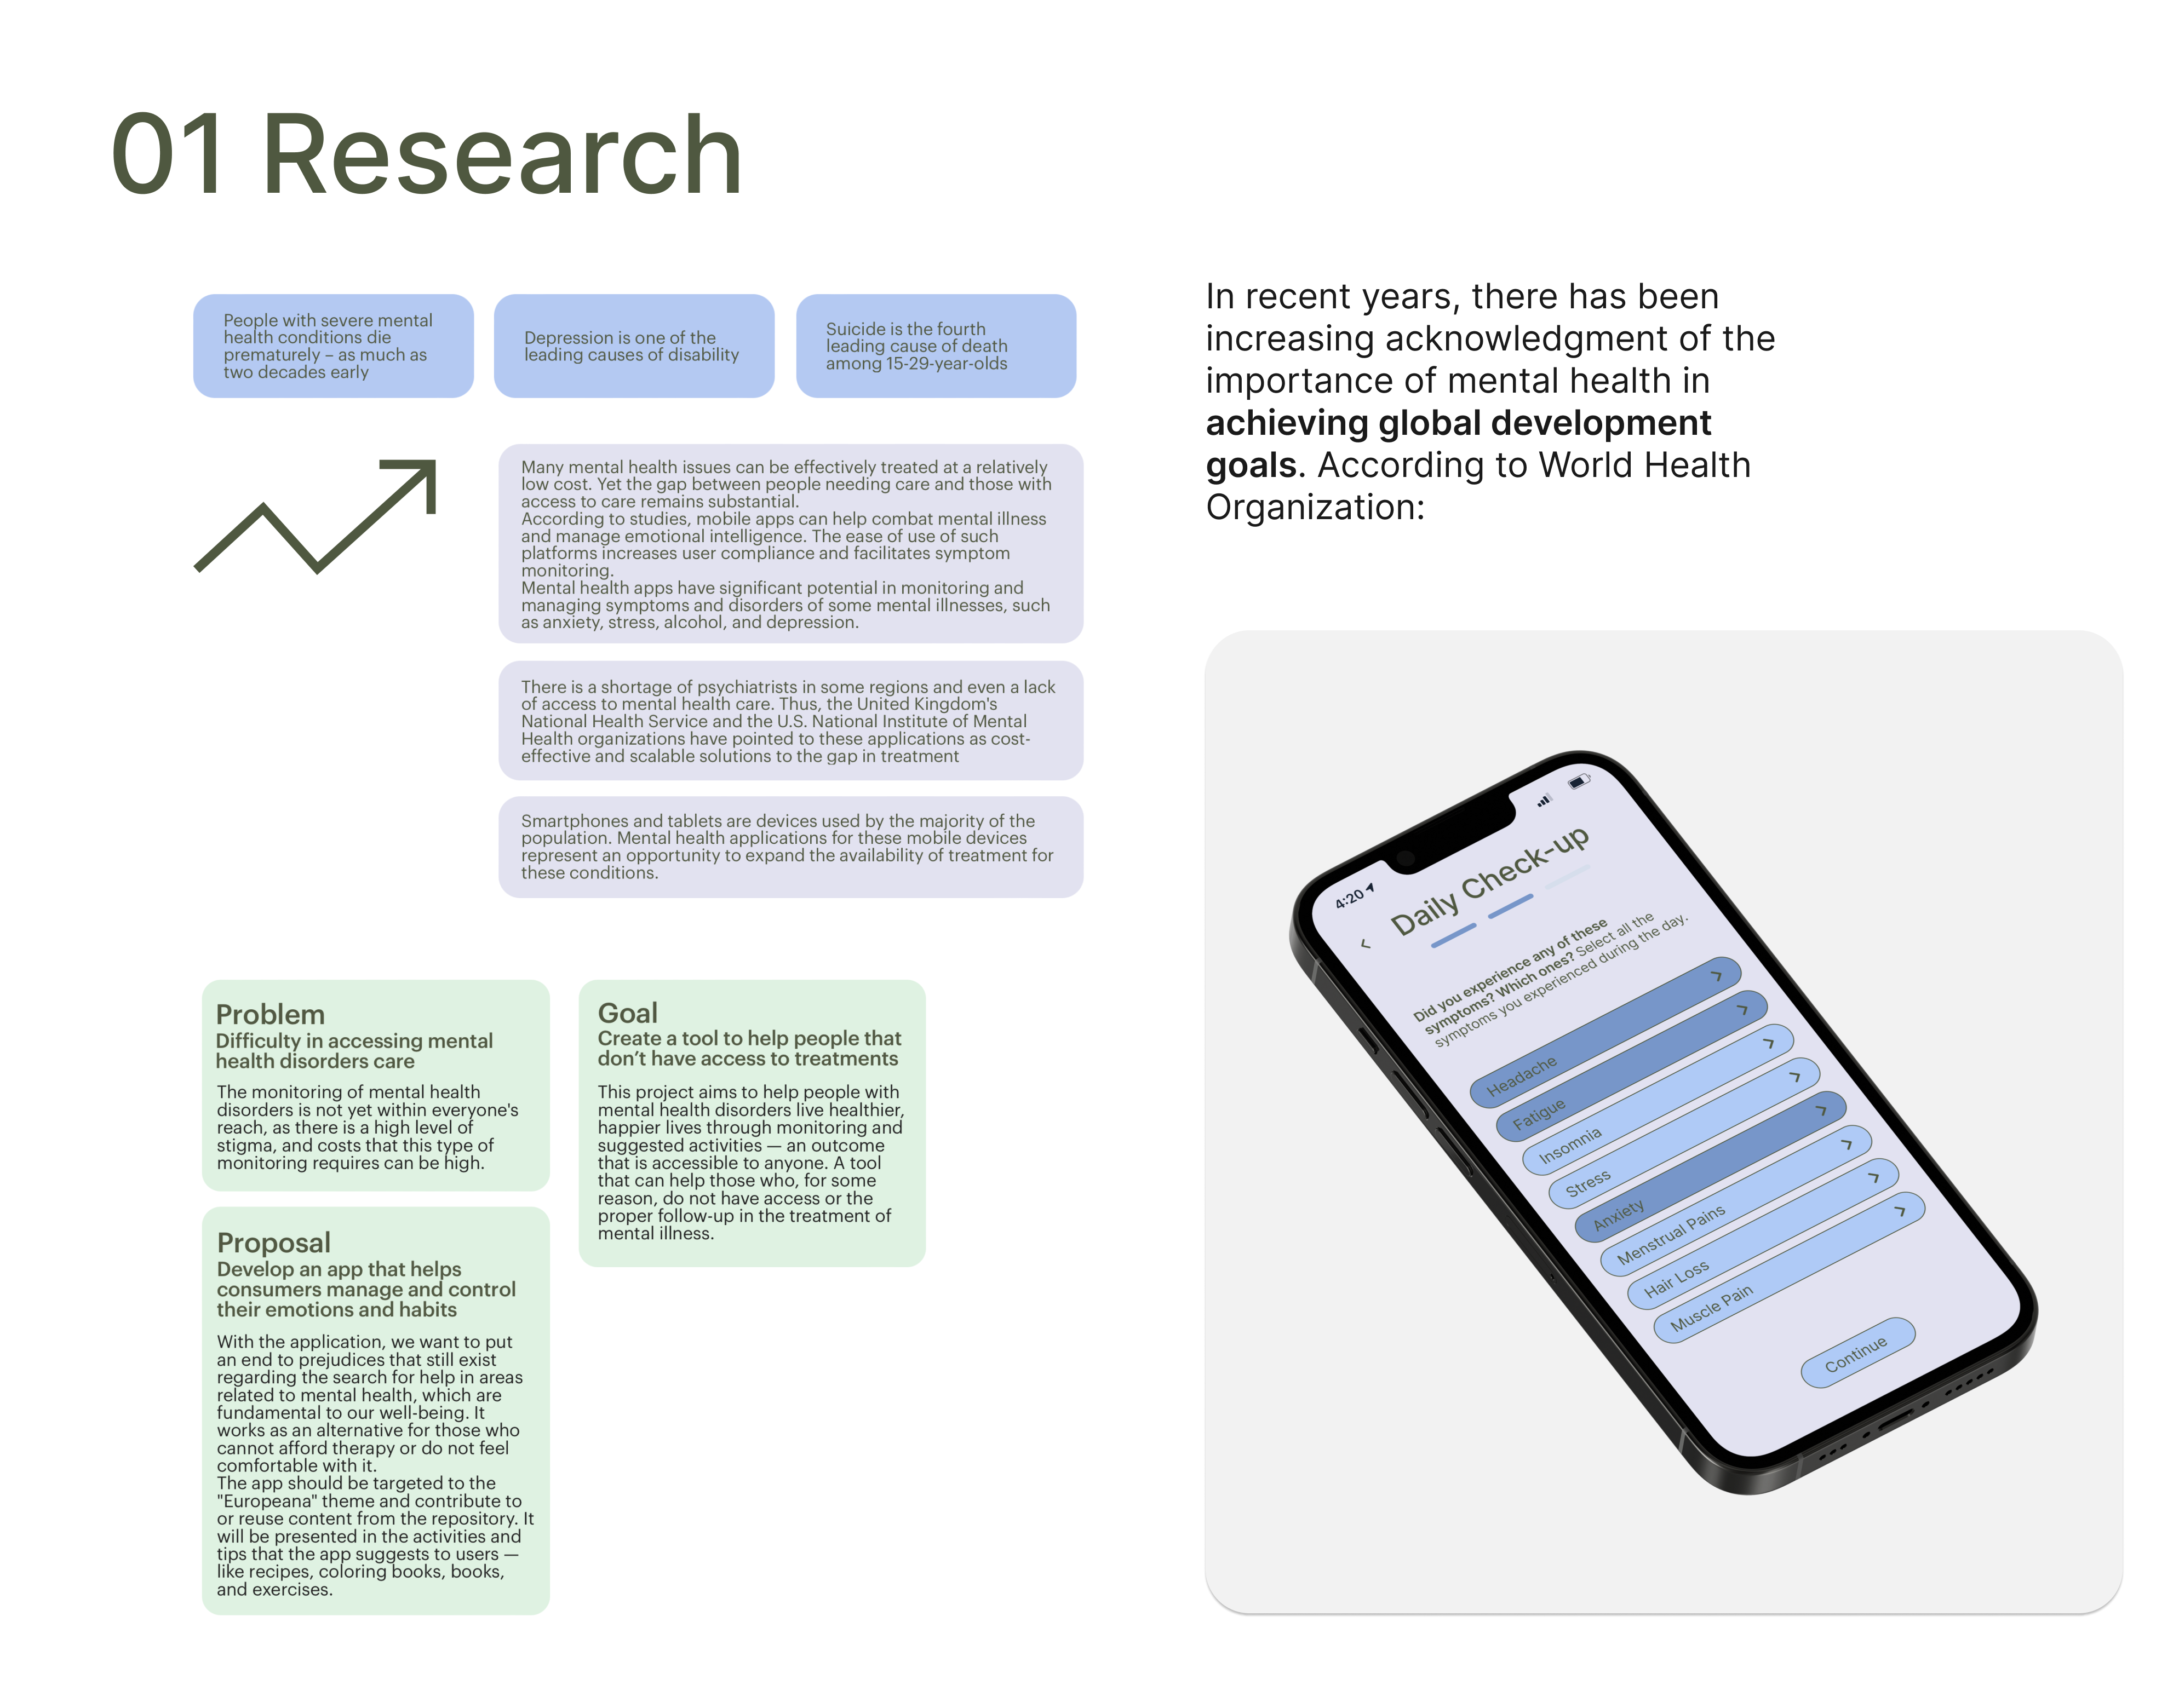 01 Research
People with severe mental
health conditions die
prematurely – as much as
two decades early
Depression is one of the
leading causes of disability
Suicide is the fourth
leading cause of death
among 15-29-year-olds
Many mental health issues can be effectively treated at a relatively
low cost. Yet the gap between people needing care and those with
access to care remains substantial.
According to studies, mobile apps can help combat mental illness
and manage emotional intelligence. The ease of use of such
platforms increases user compliance and facilitates symptom
monitoring.
Mental health apps have significant potential in monitoring and
managing symptoms and disorders of some mental illnesses, such
as anxiety, stress, alcohol, and depression.
There is a shortage of psychiatrists in some regions and even a lack
of access to mental health care. Thus, the United Kingdom's
National Health Service and the U.S. National Institute of Mental
Health organizations have pointed to these applications as cost-
effective and scalable solutions to the gap in treatment
Smartphones and tablets are devices used by the majority of the
population. Mental health applications for these mobile devices
represent an opportunity to expand the availability of treatment for
these conditions.
Problem
Difficulty in accessing mental
health disorders care
The monitoring of mental health
disorders is not yet within everyone's
reach, as there is a high level of
stigma, and costs that this type of
monitoring requires can be high.
Goal
Create a tool to help people that
don’t have access to treatments
This project aims to help people with
mental health disorders live healthier,
happier lives through monitoring and
suggested activities — an outcome
that is accessible to anyone. A tool
that can help those who, for some
reason, do not have access or the
proper follow-up in the treatment of
mental illness.
Proposal
Develop an app that helps
consumers manage and control
their emotions and habits
With the application, we want to put
an end to prejudices that still exist
regarding the search for help in areas
related to mental health, which are
fundamental to our well-being. It
works as an alternative for those who
cannot afford therapy or do not feel
comfortable with it.
The app should be targeted to the
"Europeana" theme and contribute to
or reuse content from the repository. It
will be presented in the activities and
tips that the app suggests to users —
like recipes, coloring books, books,
and exercises.
In recent years, there has been
increasing acknowledgment of the
importance of mental health in
achieving global development
goals. According to World Health
Organization:
4:20
Daily Check-up
Did you experience any of these
symptoms? Which ones? Select all the
symptoms you experienced during the day.
Headache
Fatigue
Insomnia
Stress
Anxiety
Menstrual Pains
Hair Loss
Muscle Pain
Continue